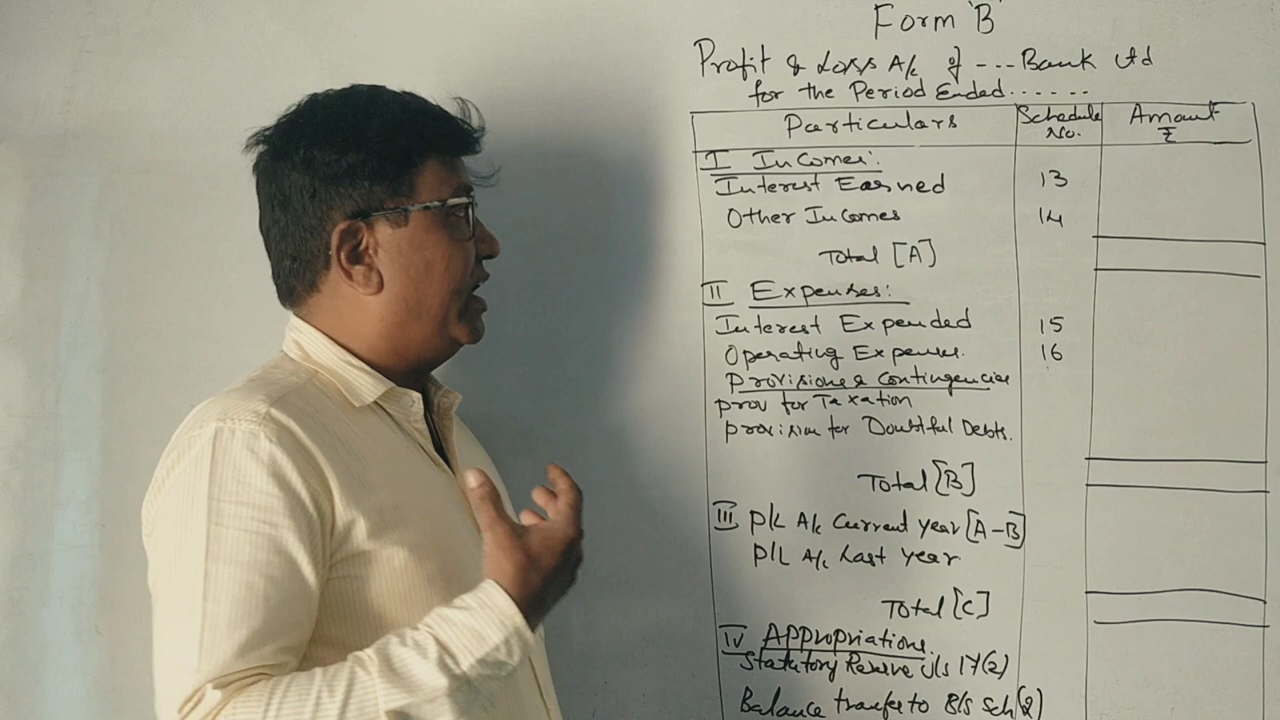 Form 'B'
Profit & Loss A/c of --- Bank Ltd
for the Period Ended......
Particulars Schedule No. Amount ₹
I Incomes:
Interest Earned 13
Other Incomes 14
Total [A]
II Expenses:
Interest Expended 15
Operating Expenses. 16
Provisions & Contingencies
prov for Taxation
provision for Doubtful Debts.
Total [B]
III P/L A/c Current year [A-B]
P/L A/c Last year
Total [C]
IV Appropriations.
Statutory Reserve U/s 17(2)
Balance tranfer to B/S Sch(2)